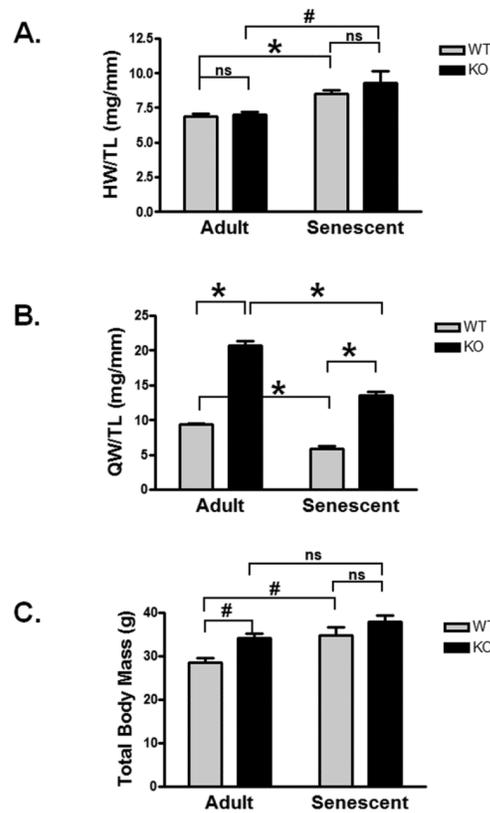 A.
#
*
ns
ns
WT
KO
HW/TL (mg/mm)
12.5
10.0
7.5
5.0
2.5
0.0
Adult
Senescent
B.
*
*
*
*
WT
KO
QW/TL (mg/mm)
25
20
15
10
5
0
Adult
Senescent
C.
ns
#
ns
#
WT
KO
Total Body Mass (g)
40
30
20
10
0
Adult
Senescent